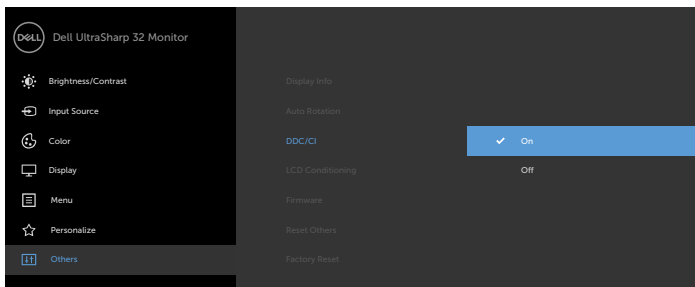 DELL
Dell UltraSharp 32 Monitor
Brightness/Contrast
Display Info
Input Source
Auto Rotation
Color
DDC/CI
On
Display
LCD Conditioning
Off
Menu
Firmware
Personalize
Reset Others
Others
Factory Reset